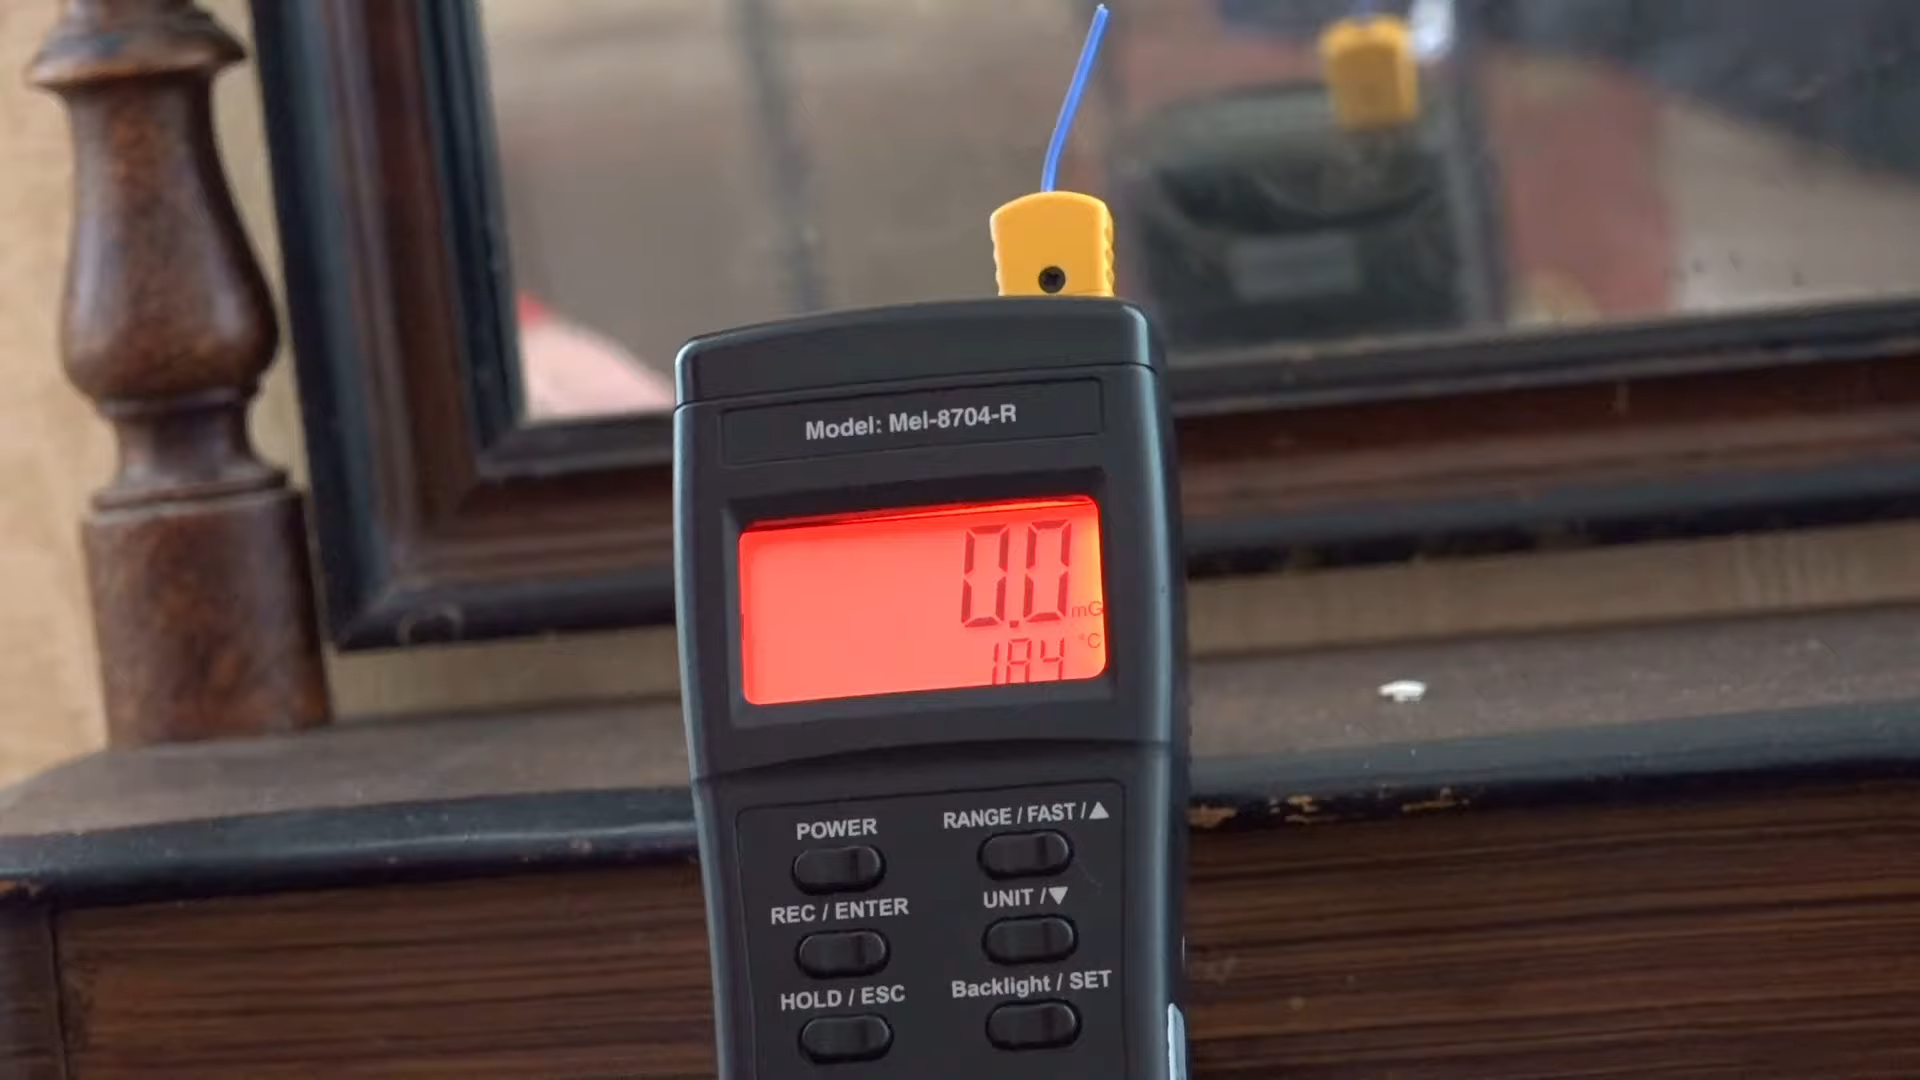 Model: Mel-8704-R
0.0 mG
18.4 °C
POWER
RANGE / FAST / ▲
REC / ENTER
UNIT / ▼
HOLD / ESC
Backlight / SET